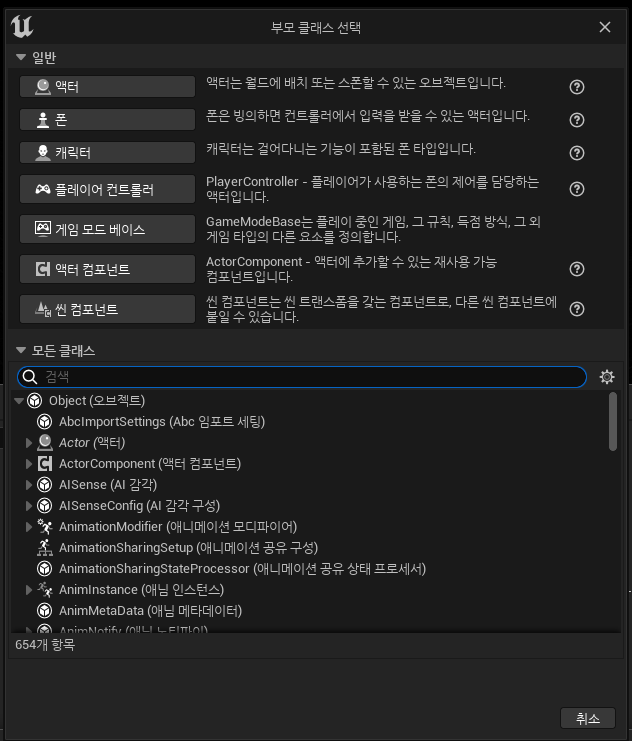 부모 클래스 선택
일반
액터
액터는 월드에 배치 또는 스폰할 수 있는 오브젝트입니다.
폰
폰은 빙의하면 컨트롤러에서 입력을 받을 수 있는 액터입니다.
캐릭터
캐릭터는 걸어다니는 기능이 포함된 폰 타입입니다.
플레이어 컨트롤러
PlayerController - 플레이어가 사용하는 폰의 제어를 담당하는
액터입니다.
게임 모드 베이스
GameModeBase는 플레이 중인 게임, 그 규칙, 득점 방식, 그 외
게임 타입의 다른 요소를 정의합니다.
액터 컴포넌트
ActorComponent - 액터에 추가할 수 있는 재사용 가능
컴포넌트입니다.
씬 컴포넌트
씬 컴포넌트는 씬 트랜스폼을 갖는 컴포넌트로, 다른 씬 컴포넌트에
붙일 수 있습니다.
모든 클래스
검색
Object (오브젝트)
AbcImportSettings (Abc 임포트 세팅)
Actor (액터)
ActorComponent (액터 컴포넌트)
AISense (AI 감각)
AISenseConfig (AI 감각 구성)
AnimationModifier (애니메이션 모디파이어)
AnimationSharingSetup (애니메이션 공유 구성)
AnimationSharingStateProcessor (애니메이션 공유 상태 프로세서)
AnimInstance (애님 인스턴스)
AnimMetaData (애님 메타데이터)
AnimNotify (애님 노티파이)
654개 항목
취소